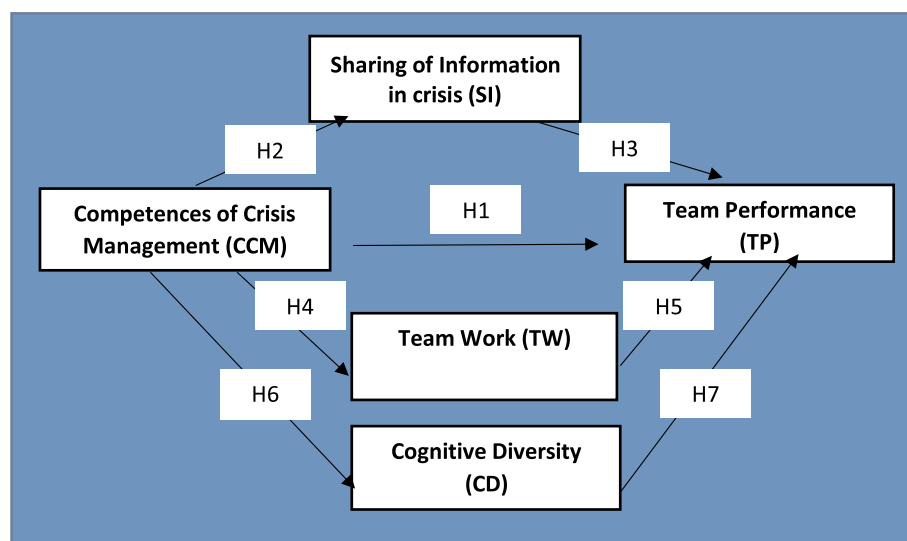 Sharing of Information
in crisis (SI)
H2
H3
Competences of Crisis
Management (CCM)
H1
Team Performance
(TP)
H4
H5
Team Work (TW)
H6
H7
Cognitive Diversity
(CD)